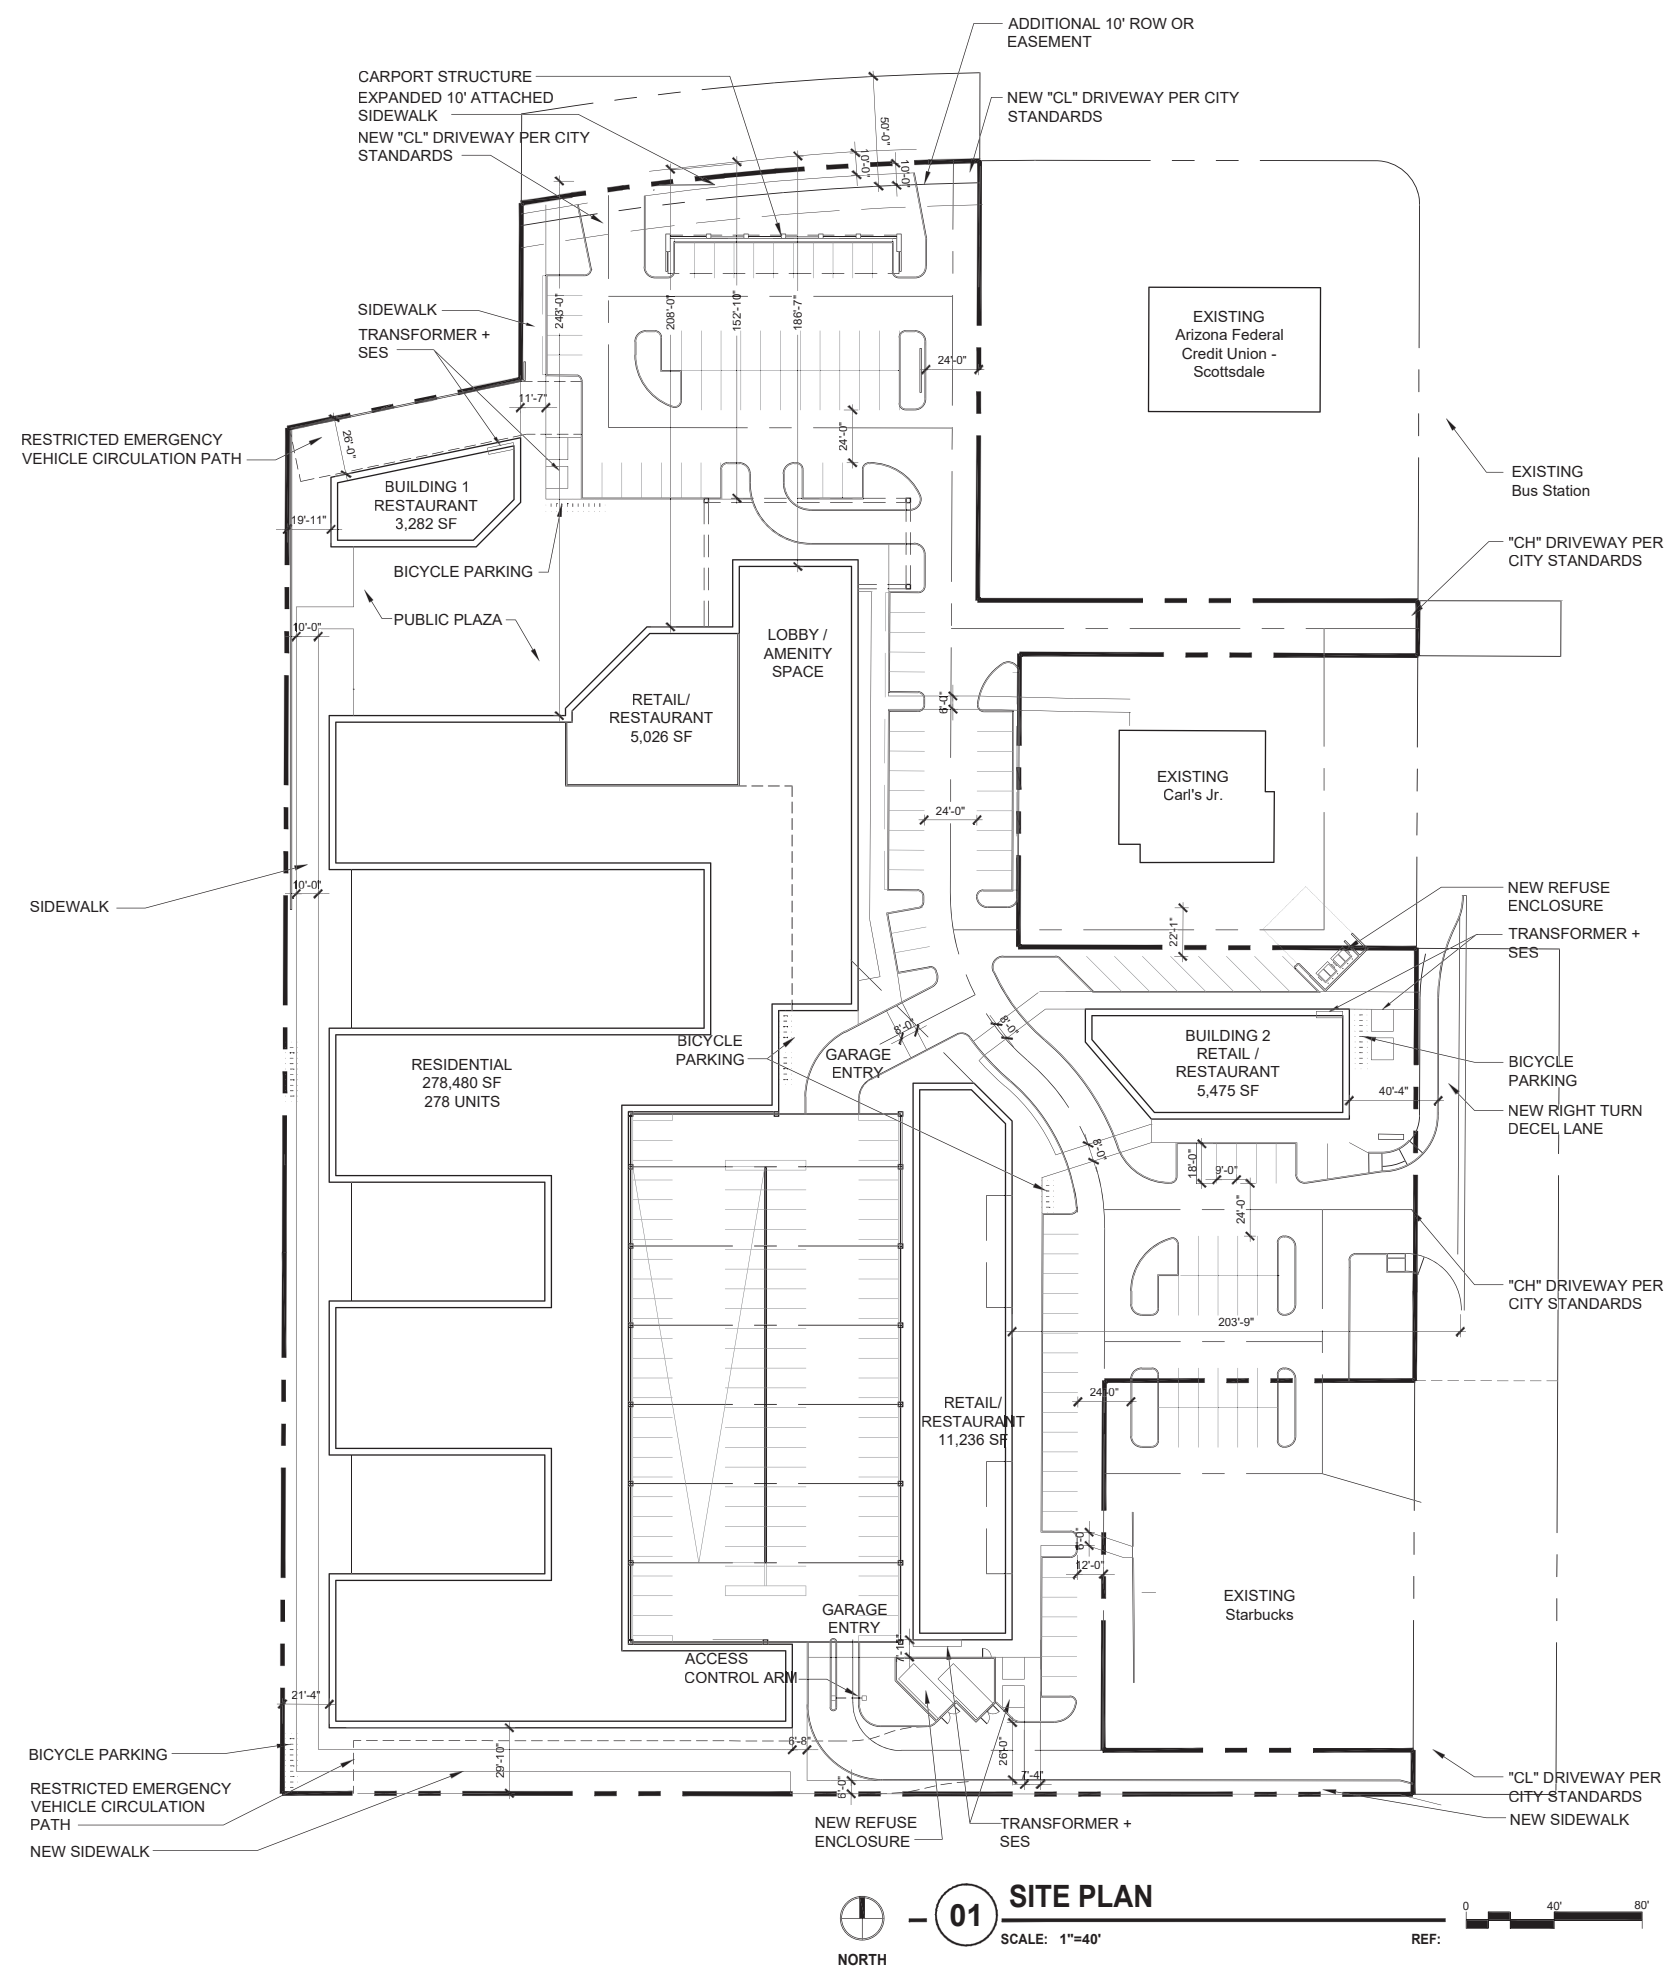 ADDITIONAL 10' ROW OR
EASEMENT
CARPORT STRUCTURE
EXPANDED 10' ATTACHED
SIDEWALK
NEW "CL" DRIVEWAY PER CITY
STANDARDS
NEW "CL" DRIVEWAY PER CITY
STANDARDS
50'-0"
10'-0"
10'-0"
SIDEWALK
TRANSFORMER +
SES
243'-0"
208'-0"
152'-10"
186'-7"
24'-0"
EXISTING
Arizona Federal
Credit Union -
Scottsdale
11'-7"
24'-0"
RESTRICTED EMERGENCY
VEHICLE CIRCULATION PATH
26'-0"
EXISTING
Bus Station
BUILDING 1
RESTAURANT
3,282 SF
19'-11"
"CH" DRIVEWAY PER
CITY STANDARDS
BICYCLE PARKING
PUBLIC PLAZA
10'-0"
LOBBY /
AMENITY
SPACE
RETAIL/
RESTAURANT
5,026 SF
6'-0"
EXISTING
Carl's Jr.
24'-0"
SIDEWALK
10'-0"
22'-1"
NEW REFUSE
ENCLOSURE
TRANSFORMER +
SES
8'-0"
8'-0"
BICYCLE
PARKING
GARAGE
ENTRY
BUILDING 2
RETAIL /
RESTAURANT
5,475 SF
RESIDENTIAL
278,480 SF
278 UNITS
BICYCLE
PARKING
40'-4"
NEW RIGHT TURN
DECEL LANE
8'-0"
18'-0"
9'-0"
24'-0"
"CH" DRIVEWAY PER
CITY STANDARDS
203'-9"
24'-0"
RETAIL/
RESTAURANT
11,236 SF
6'-0"
12'-0"
EXISTING
Starbucks
GARAGE
ENTRY
ACCESS
CONTROL ARM
21'-4"
BICYCLE PARKING
29'-10"
26'-0"
7'-4"
6'-0"
RESTRICTED EMERGENCY
VEHICLE CIRCULATION
PATH
NEW SIDEWALK
NEW REFUSE
ENCLOSURE
TRANSFORMER +
SES
"CL" DRIVEWAY PER
CITY STANDARDS
NEW SIDEWALK
NORTH
01
SITE PLAN
SCALE: 1"=40'
REF:
0 40' 80'